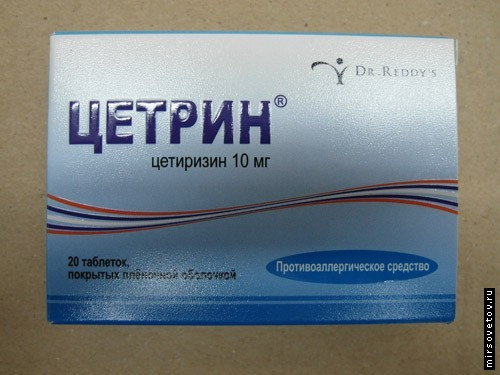 DR. REDDY'S
ЦЕТРИН®
цетиризин 10 мг
20 таблеток,
покрытых плёночной оболочкой
Противоаллергическое средство
mirsovetov.ru